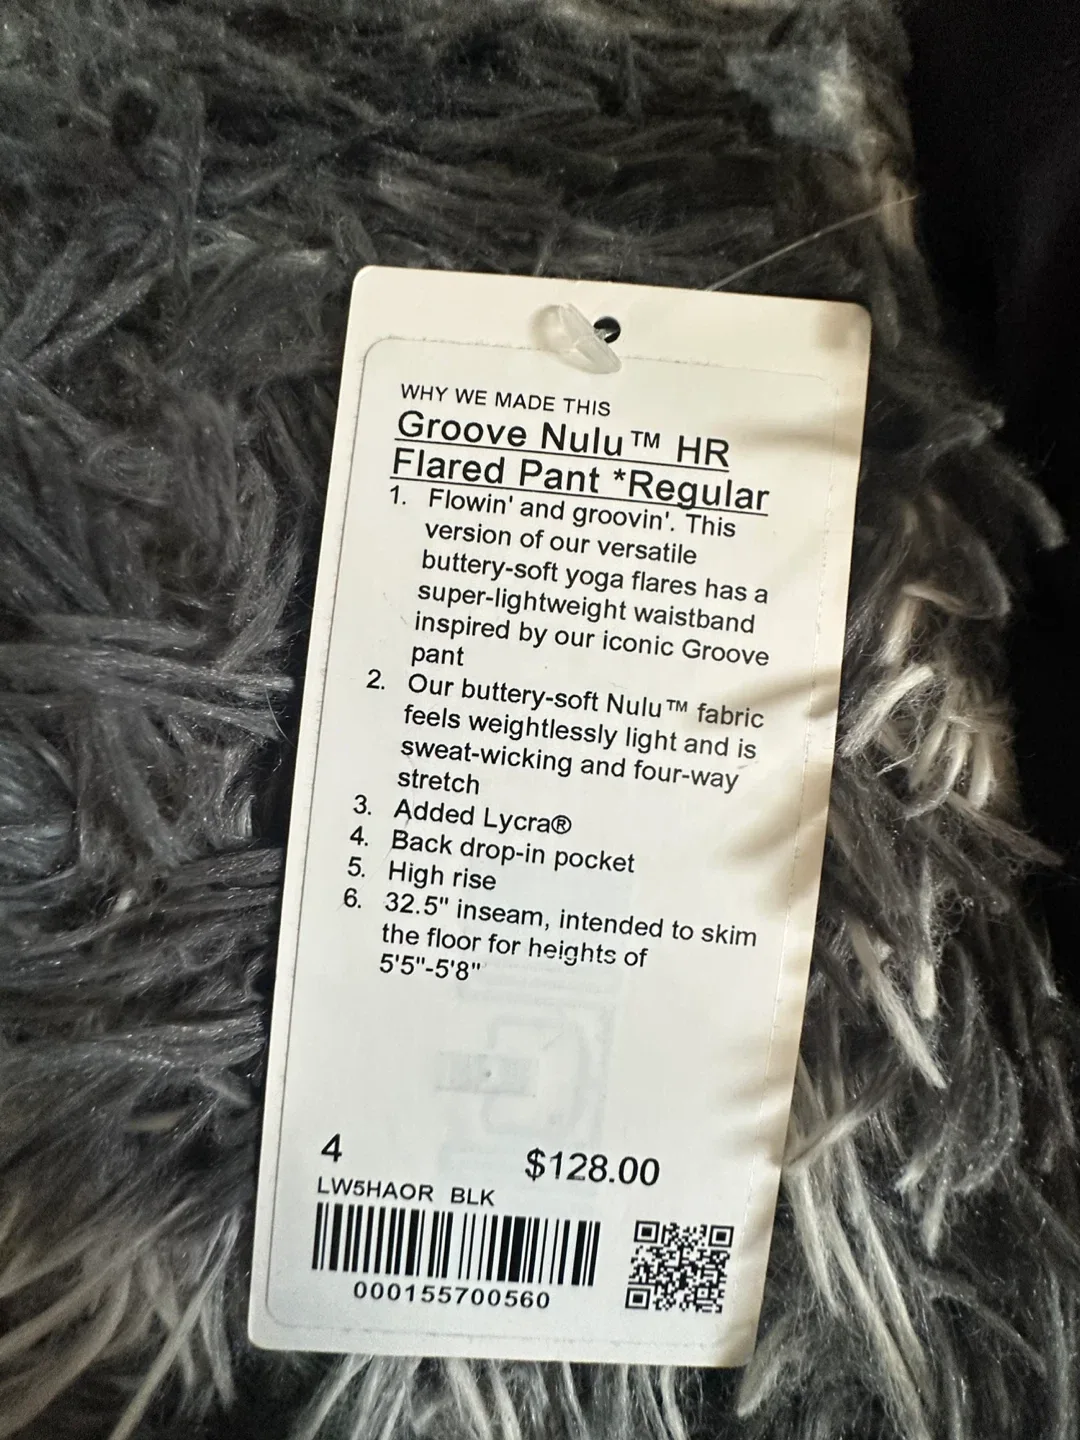 WHY WE MADE THIS
Groove Nulu™ HR
Flared Pant *Regular
1. Flowin' and groovin'. This
version of our versatile
buttery-soft yoga flares has a
super-lightweight waistband
inspired by our iconic Groove
pant
2. Our buttery-soft Nulu™ fabric
feels weightlessly light and is
sweat-wicking and four-way
stretch
3. Added Lycra®
4. Back drop-in pocket
5. High rise
6. 32.5" inseam, intended to skim
the floor for heights of
5'5"-5'8"
4 $128.00
LW5HAOR BLK
000155700560